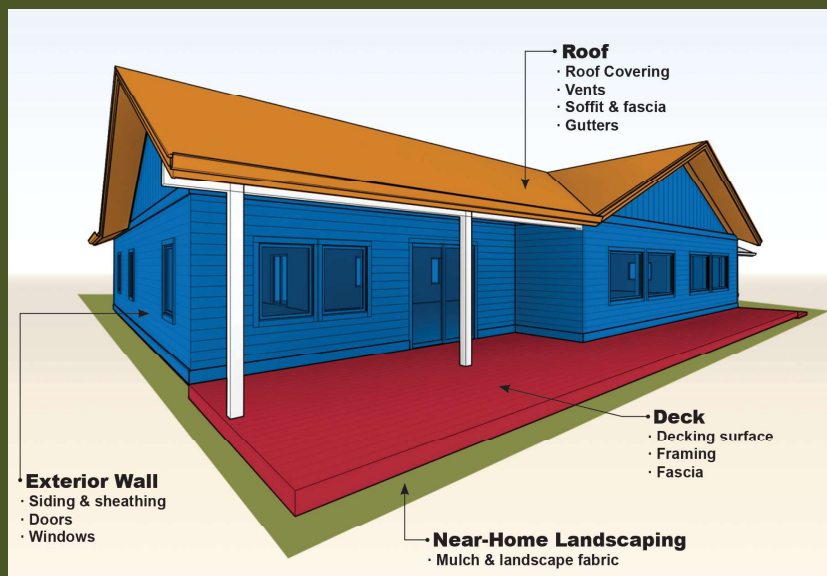 Roof
· Roof Covering
· Vents
· Soffit & fascia
· Gutters
Exterior Wall
· Siding & sheathing
· Doors
· Windows
Deck
· Decking surface
· Framing
· Fascia
Near-Home Landscaping
· Mulch & landscape fabric